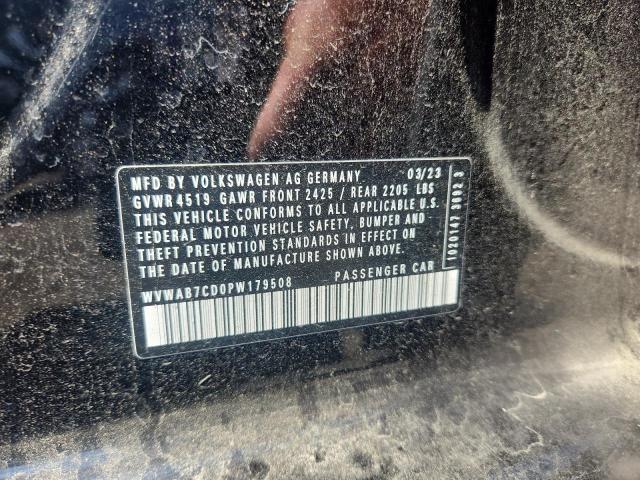 MFD BY VOLKSWAGEN AG GERMANY 03/23
GVWR 4519 GAWR FRONT 2425 / REAR 2205 LBS
THIS VEHICLE CONFORMS TO ALL APPLICABLE U.S.
FEDERAL MOTOR VEHICLE SAFETY, BUMPER AND
THEFT PREVENTION STANDARDS IN EFFECT ON
THE DATE OF MANUFACTURE SHOWN ABOVE.
WVWAB7CD0PW179508 PASSENGER CAR